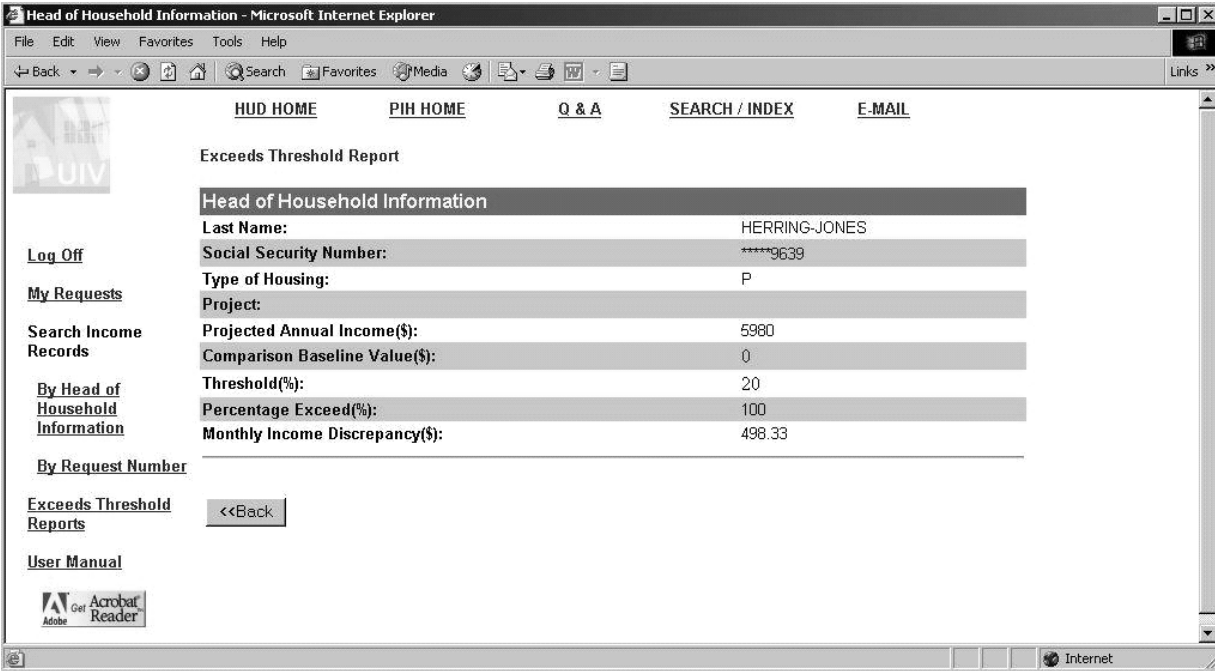 Head of Household Information - Microsoft Internet Explorer
File Edit View Favorites Tools Help
Back Search Favorites Media Links »
HUD HOME PIH HOME Q & A SEARCH / INDEX E-MAIL
UIV
Exceeds Threshold Report
Head of Household Information
Last Name: HERRING-JONES
Social Security Number: *****9639
Type of Housing: P
Project:
Projected Annual Income($): 5980
Comparison Baseline Value($): 0
Threshold(%): 20
Percentage Exceed(%): 100
Monthly Income Discrepancy($): 498.33
<<Back
Log Off
My Requests
Search Income
Records
By Head of
Household
Information
By Request Number
Exceeds Threshold
Reports
User Manual
Adobe Get Acrobat
Reader
Internet